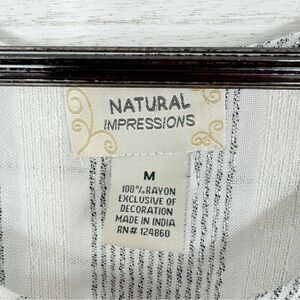 NATURAL
IMPRESSIONS
M
100% RAYON
EXCLUSIVE OF
DECORATION
MADE IN INDIA
RN# 124860